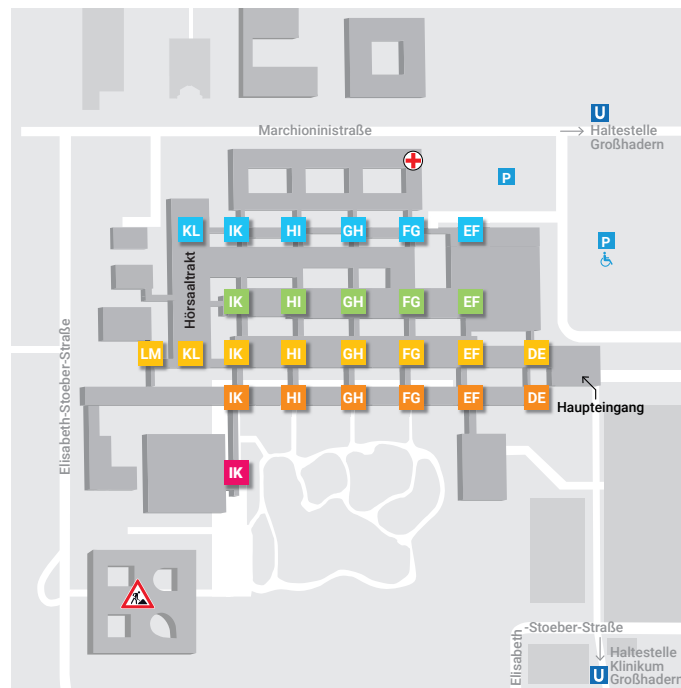 U
Marchioninistraße
Haltestelle
Großhadern
P
KL
IK
HI
GH
FG
EF
P
Hörsaaltrakt
IK
HI
GH
FG
EF
LM
KL
IK
HI
GH
FG
EF
DE
Elisabeth-Stoeber-Straße
IK
HI
GH
FG
EF
DE
Haupteingang
IK
Elisabeth
-Stoeber-Straße
Haltestelle
Klinikum
Großhadern
U